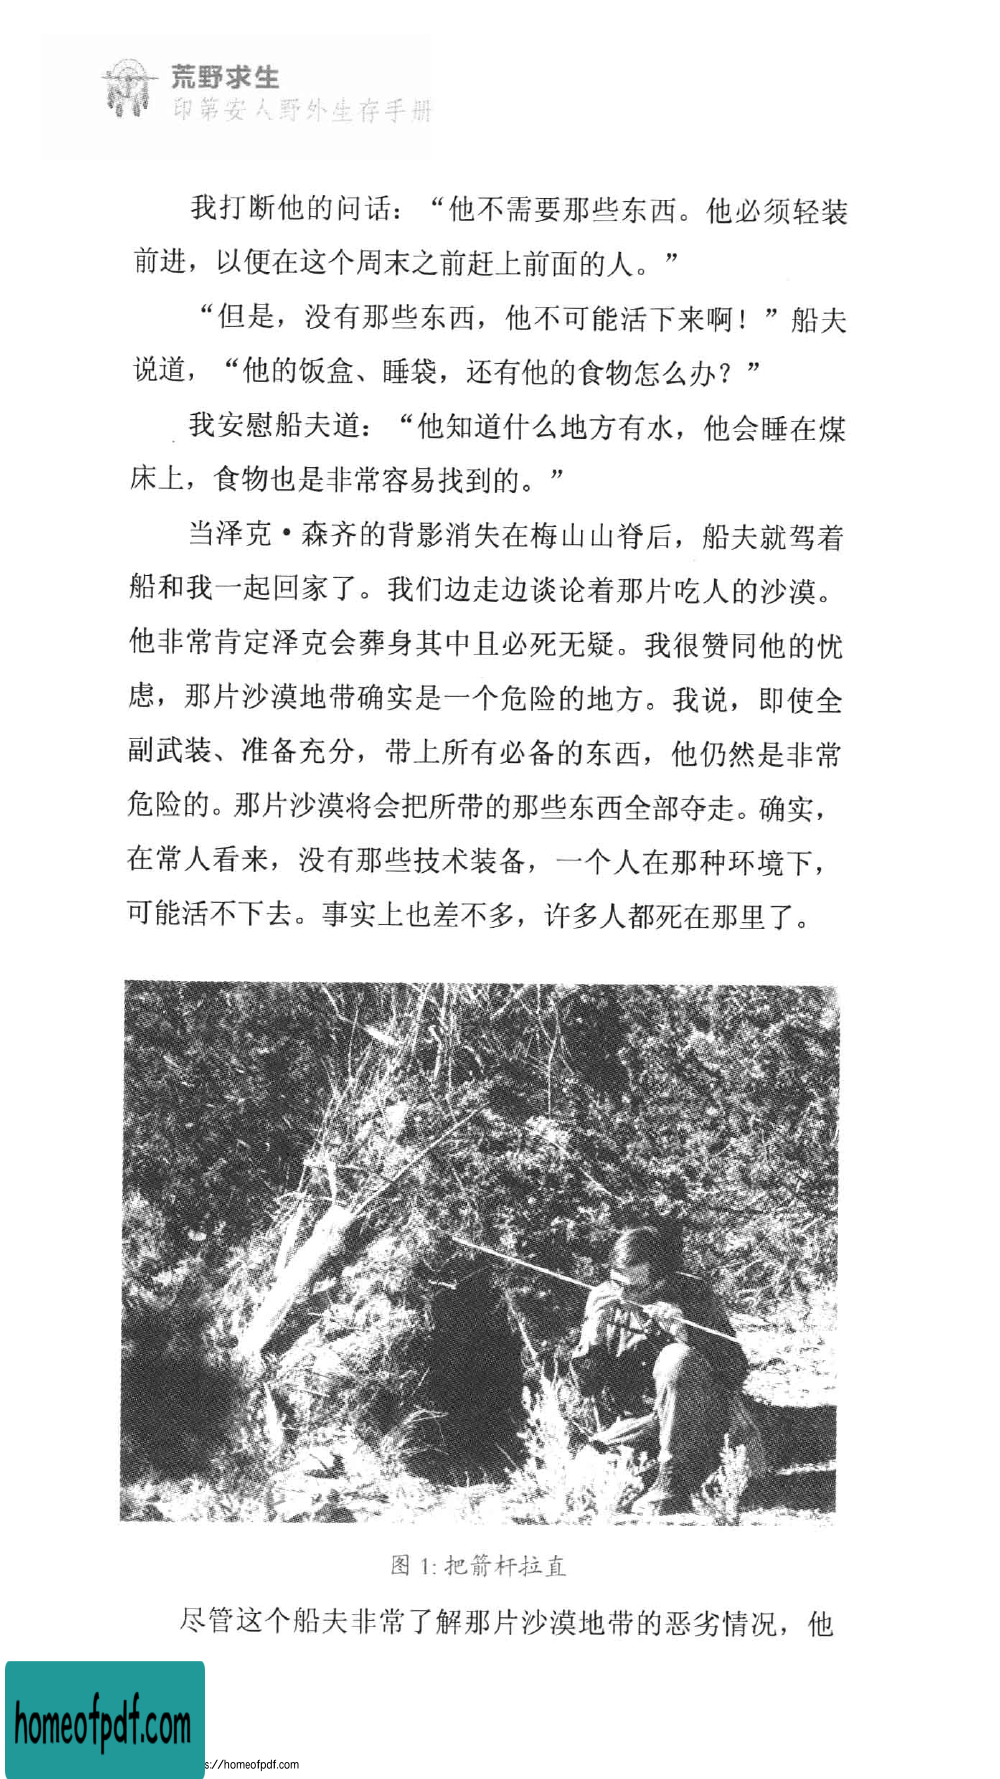 荒野求生
印第安人野外生存手册
我打断他的问话：“他不需要那些东西。他必须轻装
前进，以便在这个周末之前赶上前面的人。”
“但是，没有那些东西，他不可能活下来啊！”船夫
说道，“他的饭盒、睡袋，还有他的食物怎么办？”
我安慰船夫道：“他知道什么地方有水，他会睡在煤
床上，食物也是非常容易找到的。”
当泽克·森齐的背影消失在梅山山脊后，船夫就驾着
船和我一起回家了。我们边走边谈论着那片吃人的沙漠。
他非常肯定泽克会葬身其中且必死无疑。我很赞同他的忧
虑，那片沙漠地带确实是一个危险的地方。我说，即使全
副武装、准备充分，带上所有必备的东西，他仍然是非常
危险的。那片沙漠将会把所带的那些东西全部夺走。确实，
在常人看来，没有那些技术装备，一个人在那种环境下，
可能活不下去。事实上也差不多，许多人都死在那里了。
图 1: 把箭杆拉直
尽管这个船夫非常了解那片沙漠地带的恶劣情况，他
homeofpdf.com
s://homeofpdf.com